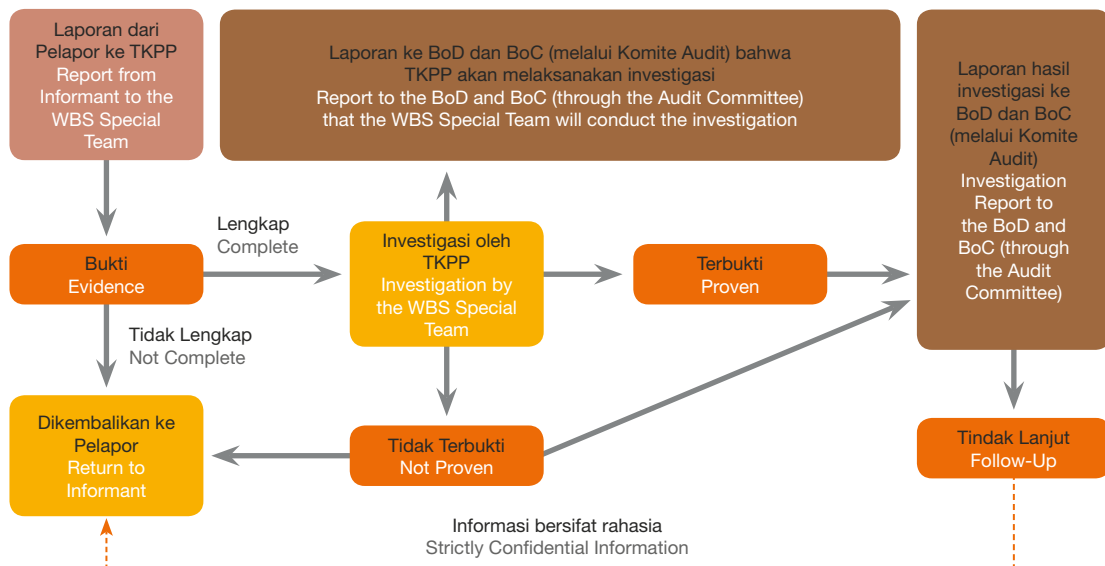 Laporan dari
Pelapor ke TKPP
Report from
Informant to the
WBS Special
Team
Laporan ke BoD dan BoC (melalui Komite Audit) bahwa
TKPP akan melaksanakan investigasi
Report to the BoD and BoC (through the Audit Committee)
that the WBS Special Team will conduct the investigation
Laporan hasil
investigasi ke
BoD dan BoC
(melalui Komite
Audit)
Investigation
Report to
the BoD and
BoC (through
the Audit
Committee)
Lengkap
Complete
Bukti
Evidence
Investigasi oleh
TKPP
Investigation by
the WBS Special
Team
Terbukti
Proven
Tidak Lengkap
Not Complete
Dikembalikan ke
Pelapor
Return to
Informant
Tidak Terbukti
Not Proven
Tindak Lanjut
Follow-Up
Informasi bersifat rahasia
Strictly Confidential Information